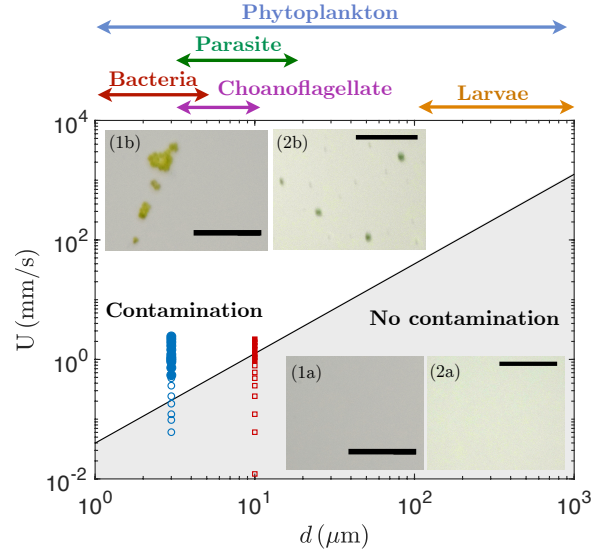 Phytoplankton
Parasite
Bacteria
Choanoflagellate
Larvae
10^4
10^2
10^0
10^-2
U (mm/s)
(1b)
(2b)
Contamination
No contamination
(1a)
(2a)
10^0
10^1
10^2
10^3
d (μm)